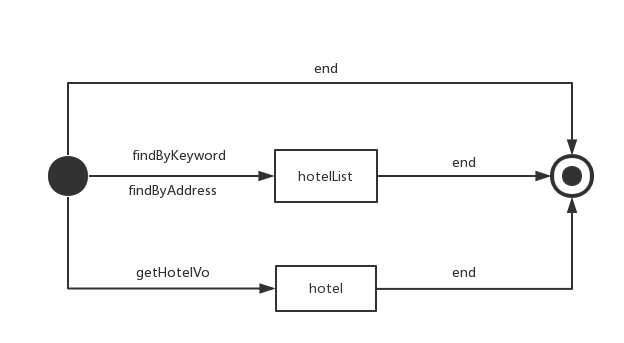 end
findByKeyword
findByAddress
hotelList
end
getHotelVo
hotel
end